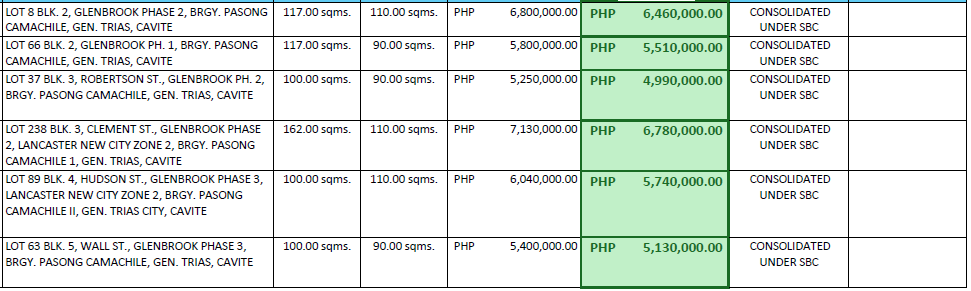 LOT 8 BLK. 2, GLENBROOK PHASE 2, BRGY. PASONG 117.00 sqms. 110.00 sqms. PHP 6,800,000.00 PHP 6,460,000.00 CONSOLIDATED
CAMACHILE, GEN. TRIAS, CAVITE UNDER SBC
LOT 66 BLK. 2, GLENBROOK PH. 1, BRGY. PASONG 117.00 sqms. 90.00 sqms. PHP 5,800,000.00 PHP 5,510,000.00 CONSOLIDATED
CAMACHILE, GEN. TRIAS, CAVITE UNDER SBC
LOT 37 BLK. 3, ROBERTSON ST., GLENBROOK PH. 2, 100.00 sqms. 90.00 sqms. PHP 5,250,000.00 PHP 4,990,000.00 CONSOLIDATED
BRGY. PASONG CAMACHILE, GEN. TRIAS, CAVITE UNDER SBC
LOT 238 BLK. 3, CLEMENT ST., GLENBROOK PHASE 162.00 sqms. 110.00 sqms. PHP 7,130,000.00 PHP 6,780,000.00 CONSOLIDATED
2, LANCASTER NEW CITY ZONE 2, BRGY. PASONG UNDER SBC
CAMACHILE 1, GEN. TRIAS, CAVITE
LOT 89 BLK. 4, HUDSON ST., GLENBROOK PHASE 3, 100.00 sqms. 110.00 sqms. PHP 6,040,000.00 PHP 5,740,000.00 CONSOLIDATED
LANCASTER NEW CITY ZONE 2, BRGY. PASONG UNDER SBC
CAMACHILE II, GEN. TRIAS CITY, CAVITE
LOT 63 BLK. 5, WALL ST., GLENBROOK PHASE 3, 100.00 sqms. 90.00 sqms. PHP 5,400,000.00 PHP 5,130,000.00 CONSOLIDATED
BRGY. PASONG CAMACHILE, GEN. TRIAS, CAVITE UNDER SBC